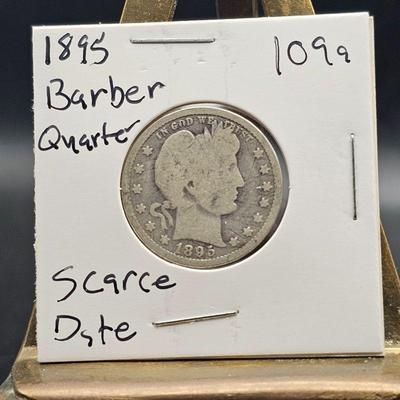 1895
109a
Barber
Quarter
IN GOD WE TRUST
1895
Scarce
Date